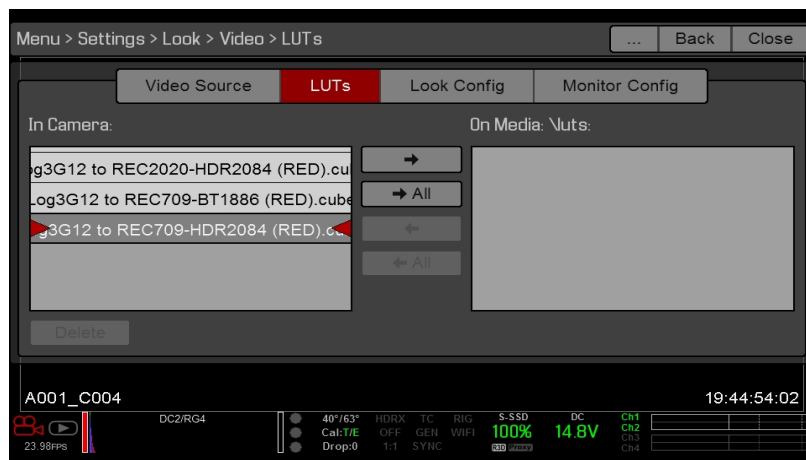 Menu > Settings > Look > Video > LUTs
... Back Close
Video Source LUTs Look Config Monitor Config
In Camera:
On Media: \luts:
g3G12 to REC2020-HDR2084 (RED).cu
Log3G12 to REC709-BT1886 (RED).cube
g3G12 to REC709-HDR2084 (RED).cu
All
All
Delete
A001_C004 19:44:54:02
DC2/RG4 40°/63° HDRX TC RIG S-SSD DC Ch1
Cal:T/E OFF GEN WIFI 100% 14.8V Ch2
Ch3
23.98FPS Drop:0 1:1 SYNC R3D Proxy Ch4